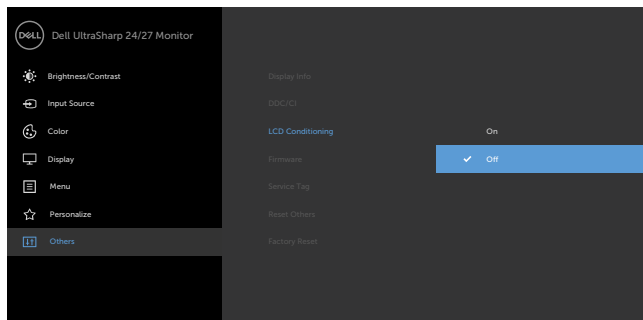 DELL Dell UltraSharp 24/27 Monitor
Brightness/Contrast
Display Info
Input Source
DDC/CI
Color
LCD Conditioning
On
Display
Firmware
Off
Menu
Service Tag
Personalize
Reset Others
Others
Factory Reset